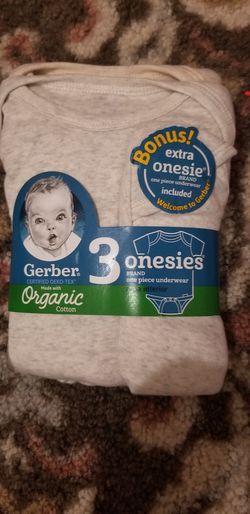 Bonus!
extra
onesie®
BRAND
one piece underwear
included
Welcome to Gerber®
Gerber®
CERTIFIED OEKO-TEX®
Made with
Organic
Cotton
3 onesies®
BRAND
one piece underwear
interior